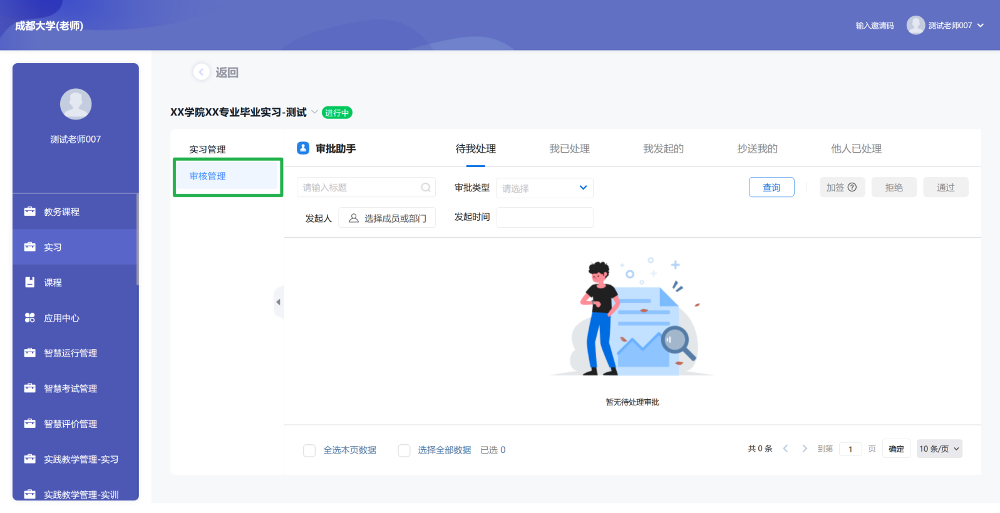 成都大学(老师)
输入邀请码
测试老师007
返回
测试老师007
XX学院XX专业毕业实习-测试
进行中
实习管理
审核管理
审批助手
待我处理
我已处理
我发起的
抄送我的
他人已处理
请输入标题
审批类型
请选择
查询
加签
拒绝
通过
发起人
选择成员或部门
发起时间
教务课程
实习
课程
应用中心
智慧运行管理
智慧考试管理
智慧评价管理
实践教学管理-实习
实践教学管理-实训
暂无待处理审批
全选本页数据
选择全部数据
已选 0
共 0 条
到第
1
页
确定
10 条/页